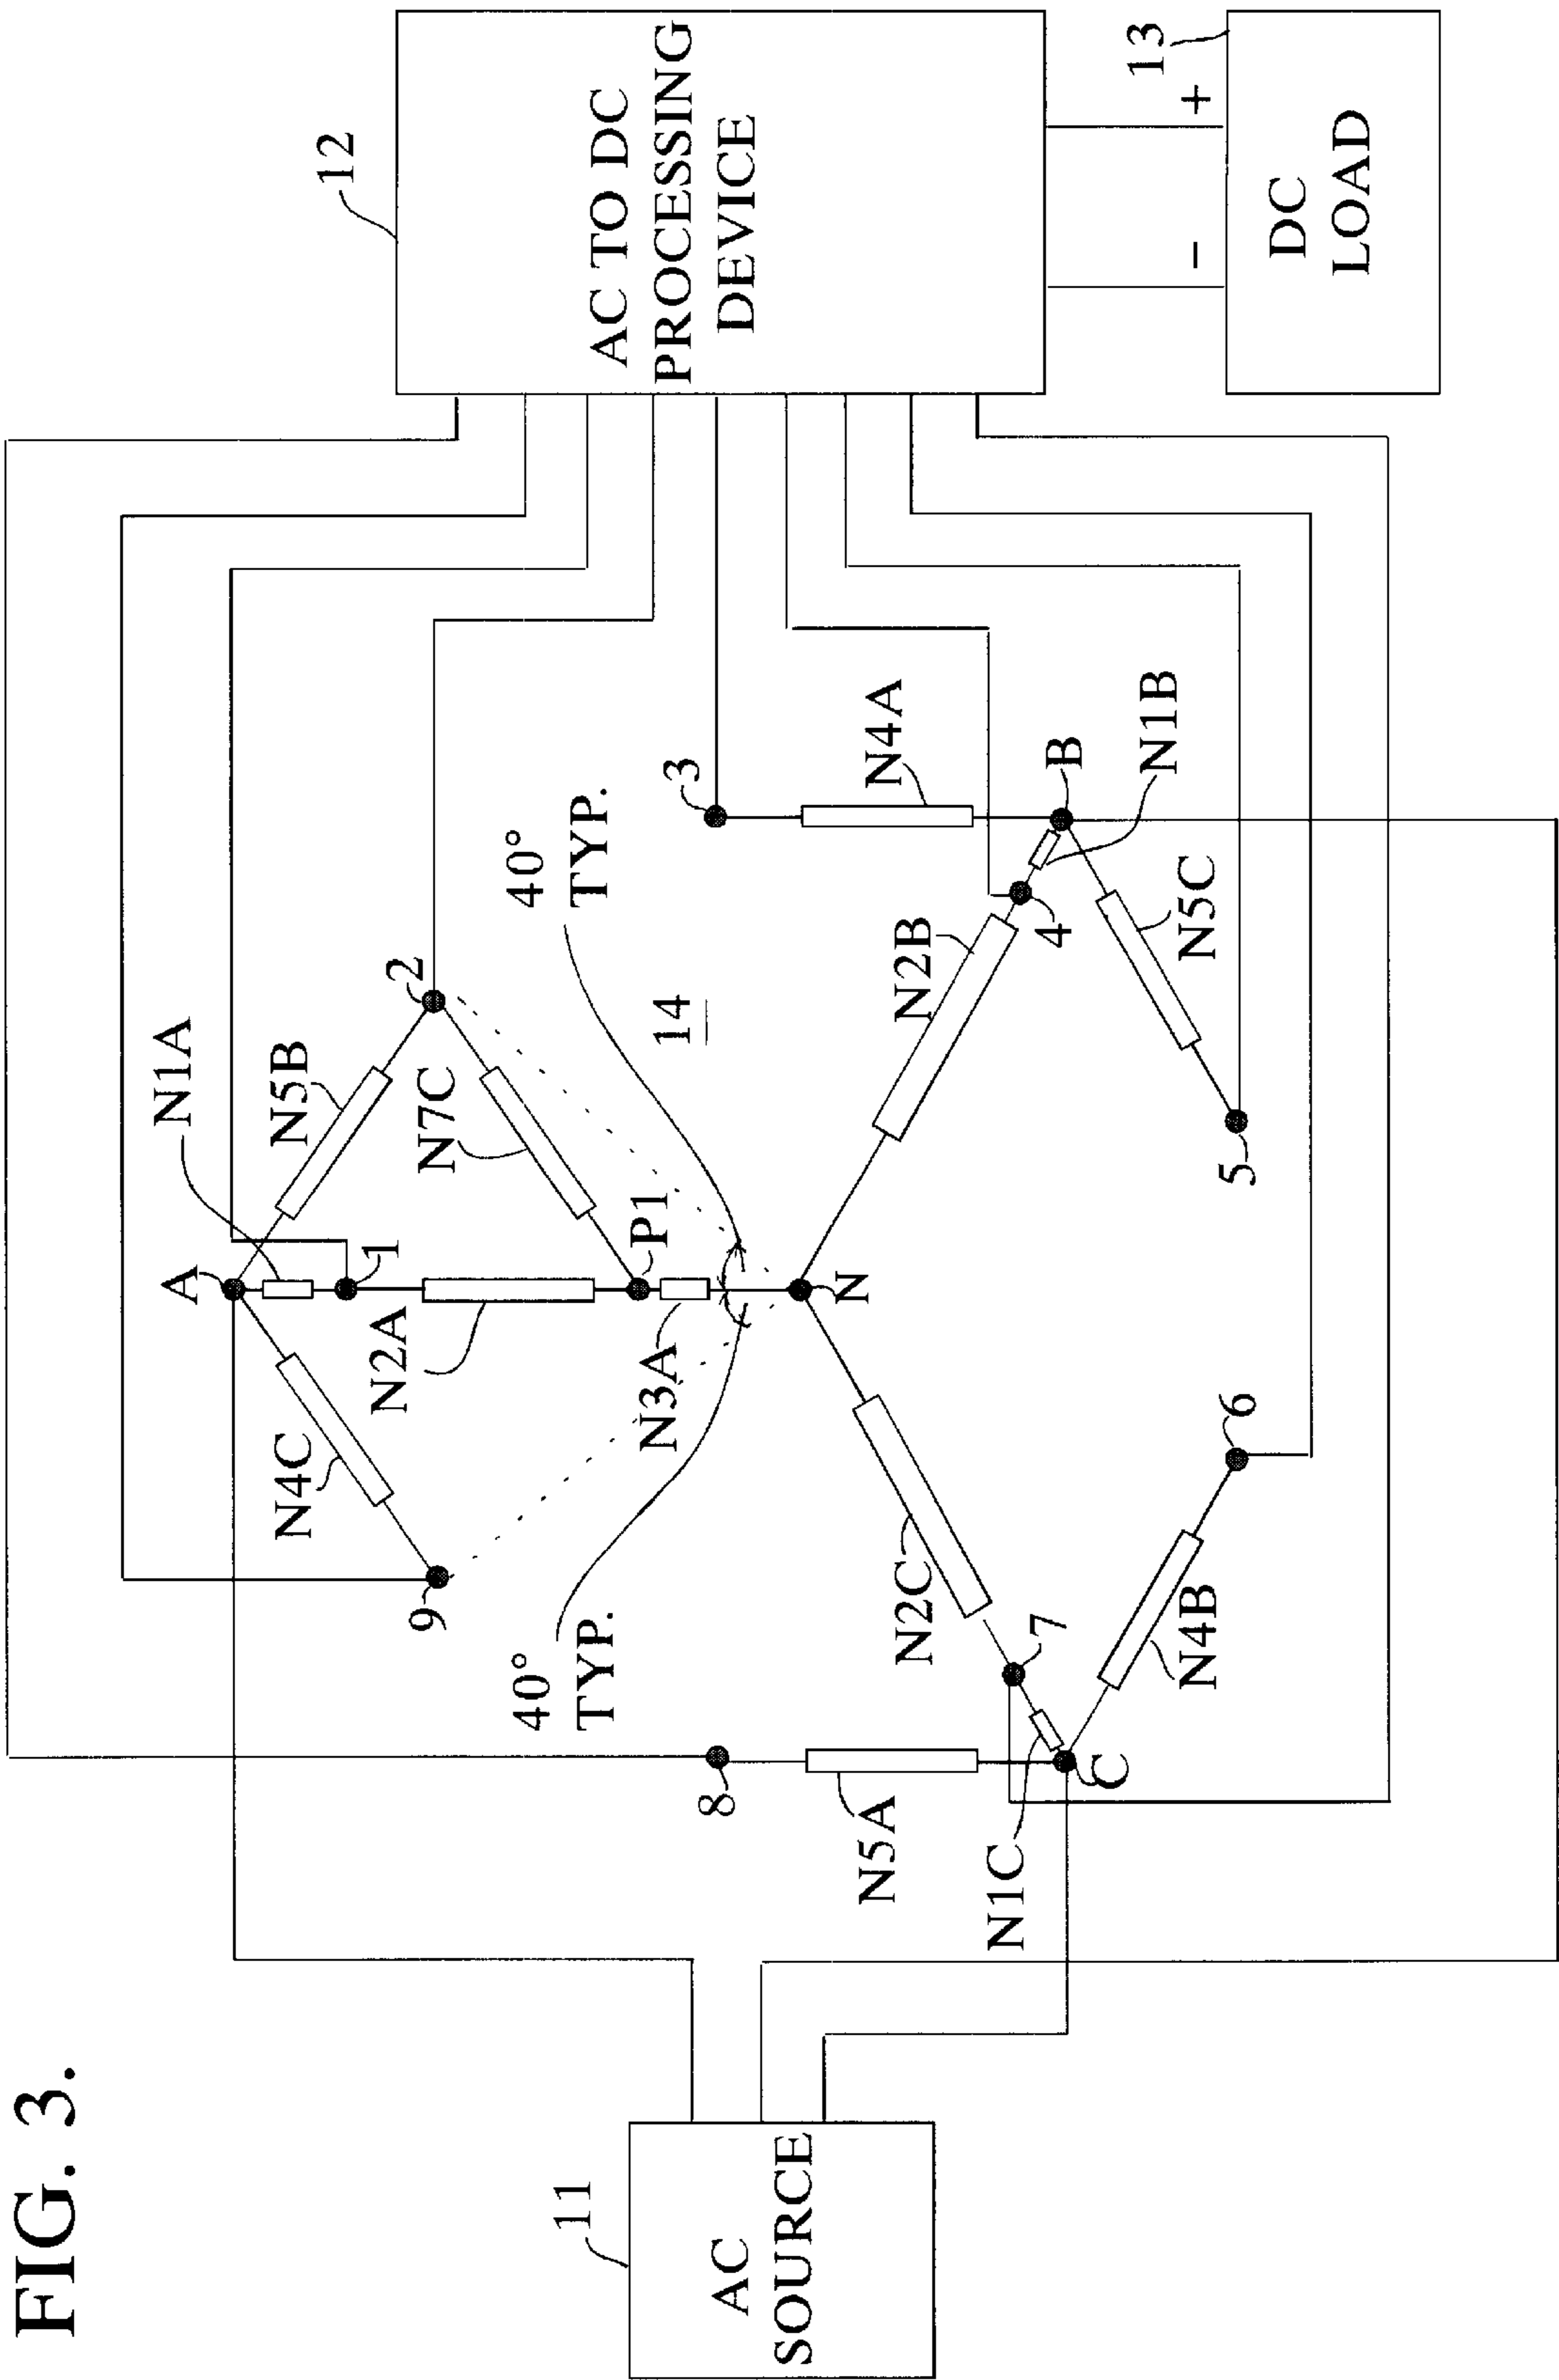 FIG. 3.
11
AC
SOURCE
12
AC TO DC
PROCESSING
DEVICE
13
+
−
DC
LOAD
14
40°
TYP.
40°
TYP.
A
N1A
N5B
N4C
1
2
N2A
N7C
P1
N3A
9
N
8
N5A
N1C
C
7
N2C
N4B
6
3
N4A
B
N1B
4
N2B
N5C
5